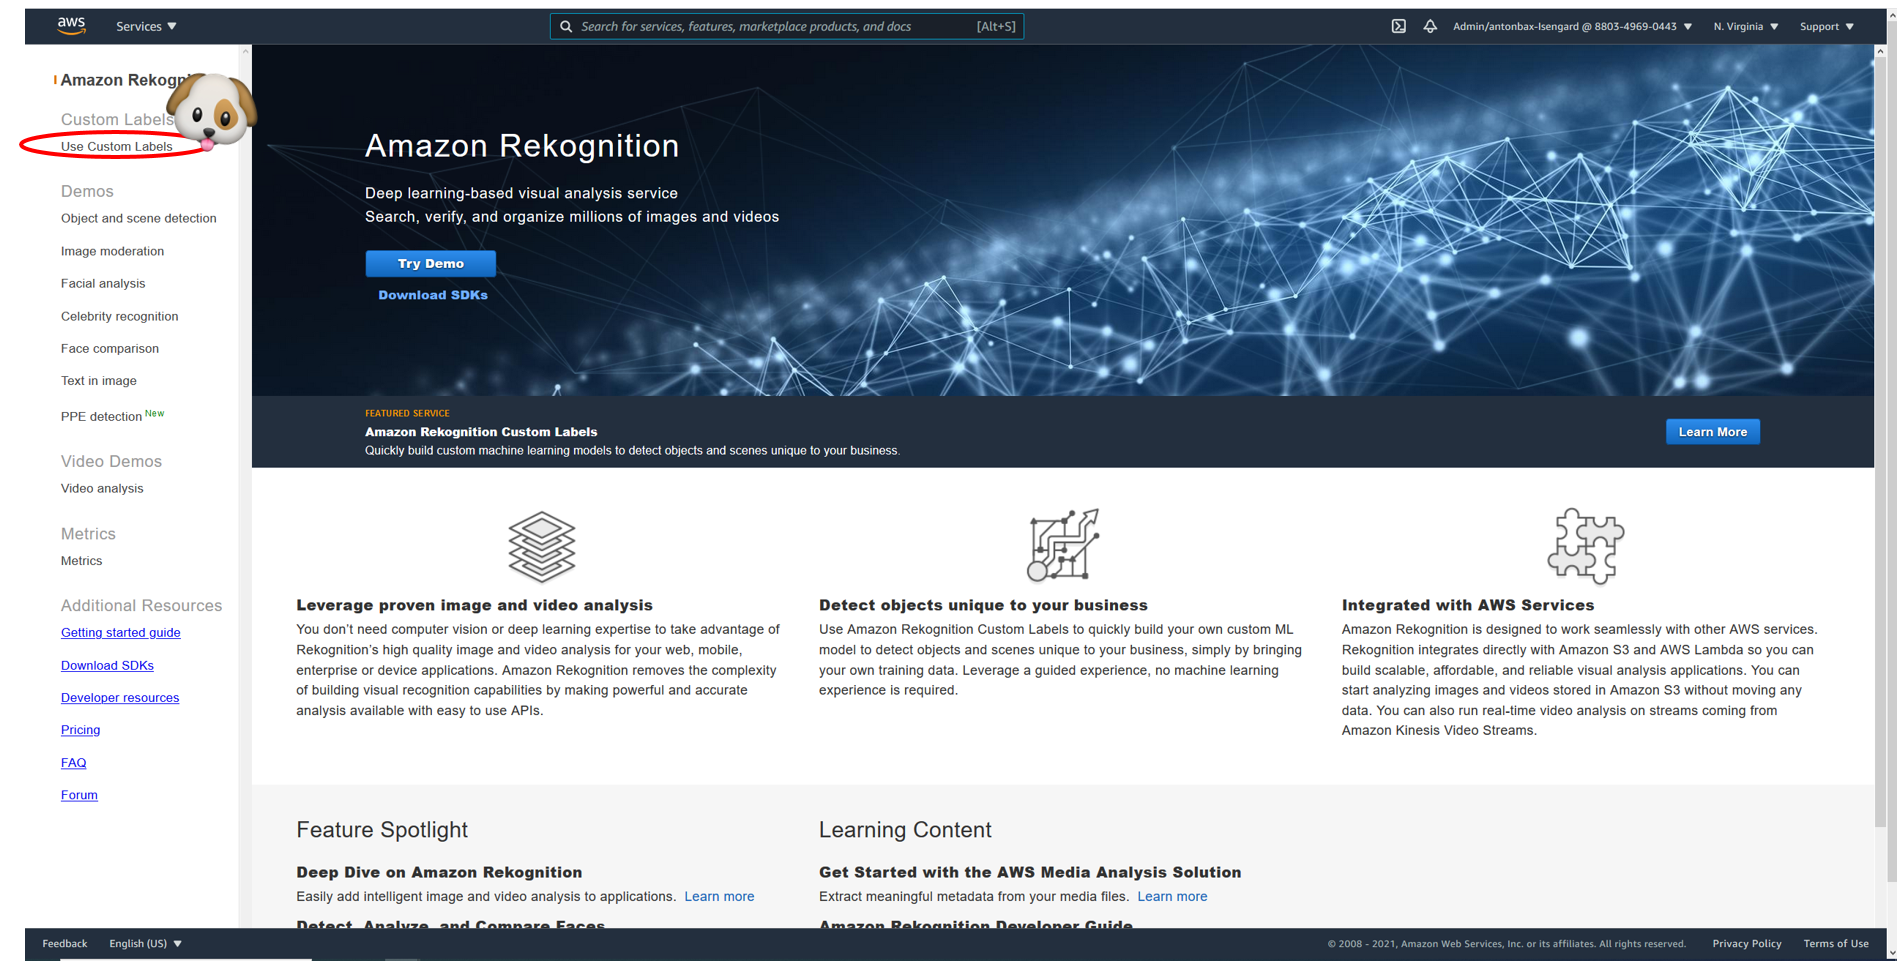 aws
Services
Search for services, features, marketplace products, and docs
[Alt+S]
Admin/antonbax-Isengard @ 8803-4969-0443
N. Virginia
Support
Amazon
Custom Labels
Use Custom Labels
Demos
Object and scene detection
Image moderation
Facial analysis
Celebrity recognition
Face comparison
Text in image
PPE detection New
Video Demos
Video analysis
Metrics
Metrics
Additional Resources
Getting started guide
Download SDKs
Developer resources
Pricing
FAQ
Forum
Amazon Rekognition
Deep learning-based visual analysis service
Search, verify, and organize millions of images and videos
Try Demo
Download SDKs
FEATURED SERVICE
Amazon Rekognition Custom Labels
Quickly build custom machine learning models to detect objects and scenes unique to your business.
Learn More
Leverage proven image and video analysis
You don't need computer vision or deep learning expertise to take advantage of
Rekognition's high quality image and video analysis for your web, mobile,
enterprise or device applications. Amazon Rekognition removes the complexity
of building visual recognition capabilities by making powerful and accurate
analysis available with easy to use APIs.
Detect objects unique to your business
Use Amazon Rekognition Custom Labels to quickly build your own custom ML
model to detect objects and scenes unique to your business, simply by bringing
your own training data. Leverage a guided experience, no machine learning
experience is required.
Integrated with AWS Services
Amazon Rekognition is designed to work seamlessly with other AWS services.
Rekognition integrates directly with Amazon S3 and AWS Lambda so you can
build scalable, affordable, and reliable visual analysis applications. You can
start analyzing images and videos stored in Amazon S3 without moving any
data. You can also run real-time video analysis on streams coming from
Amazon Kinesis Video Streams.
Feature Spotlight
Deep Dive on Amazon Rekognition
Easily add intelligent image and video analysis to applications. Learn more
Detect, Analyze, and Compare Faces
Learning Content
Get Started with the AWS Media Analysis Solution
Extract meaningful metadata from your media files. Learn more
Amazon Rekognition Developer Guide
Feedback
English (US)
© 2008 - 2021, Amazon Web Services, Inc. or its affiliates. All rights reserved.
Privacy Policy
Terms of Use